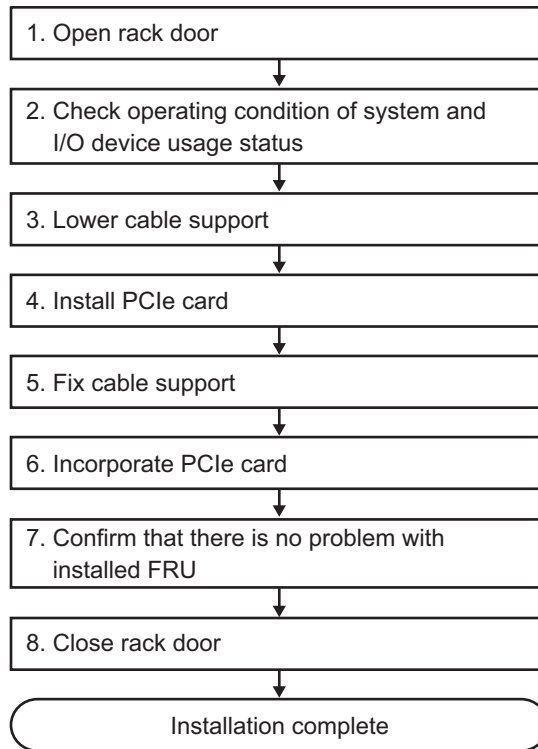 1. Open rack door
2. Check operating condition of system and
I/O device usage status
3. Lower cable support
4. Install PCIe card
5. Fix cable support
6. Incorporate PCIe card
7. Confirm that there is no problem with
installed FRU
8. Close rack door
Installation complete